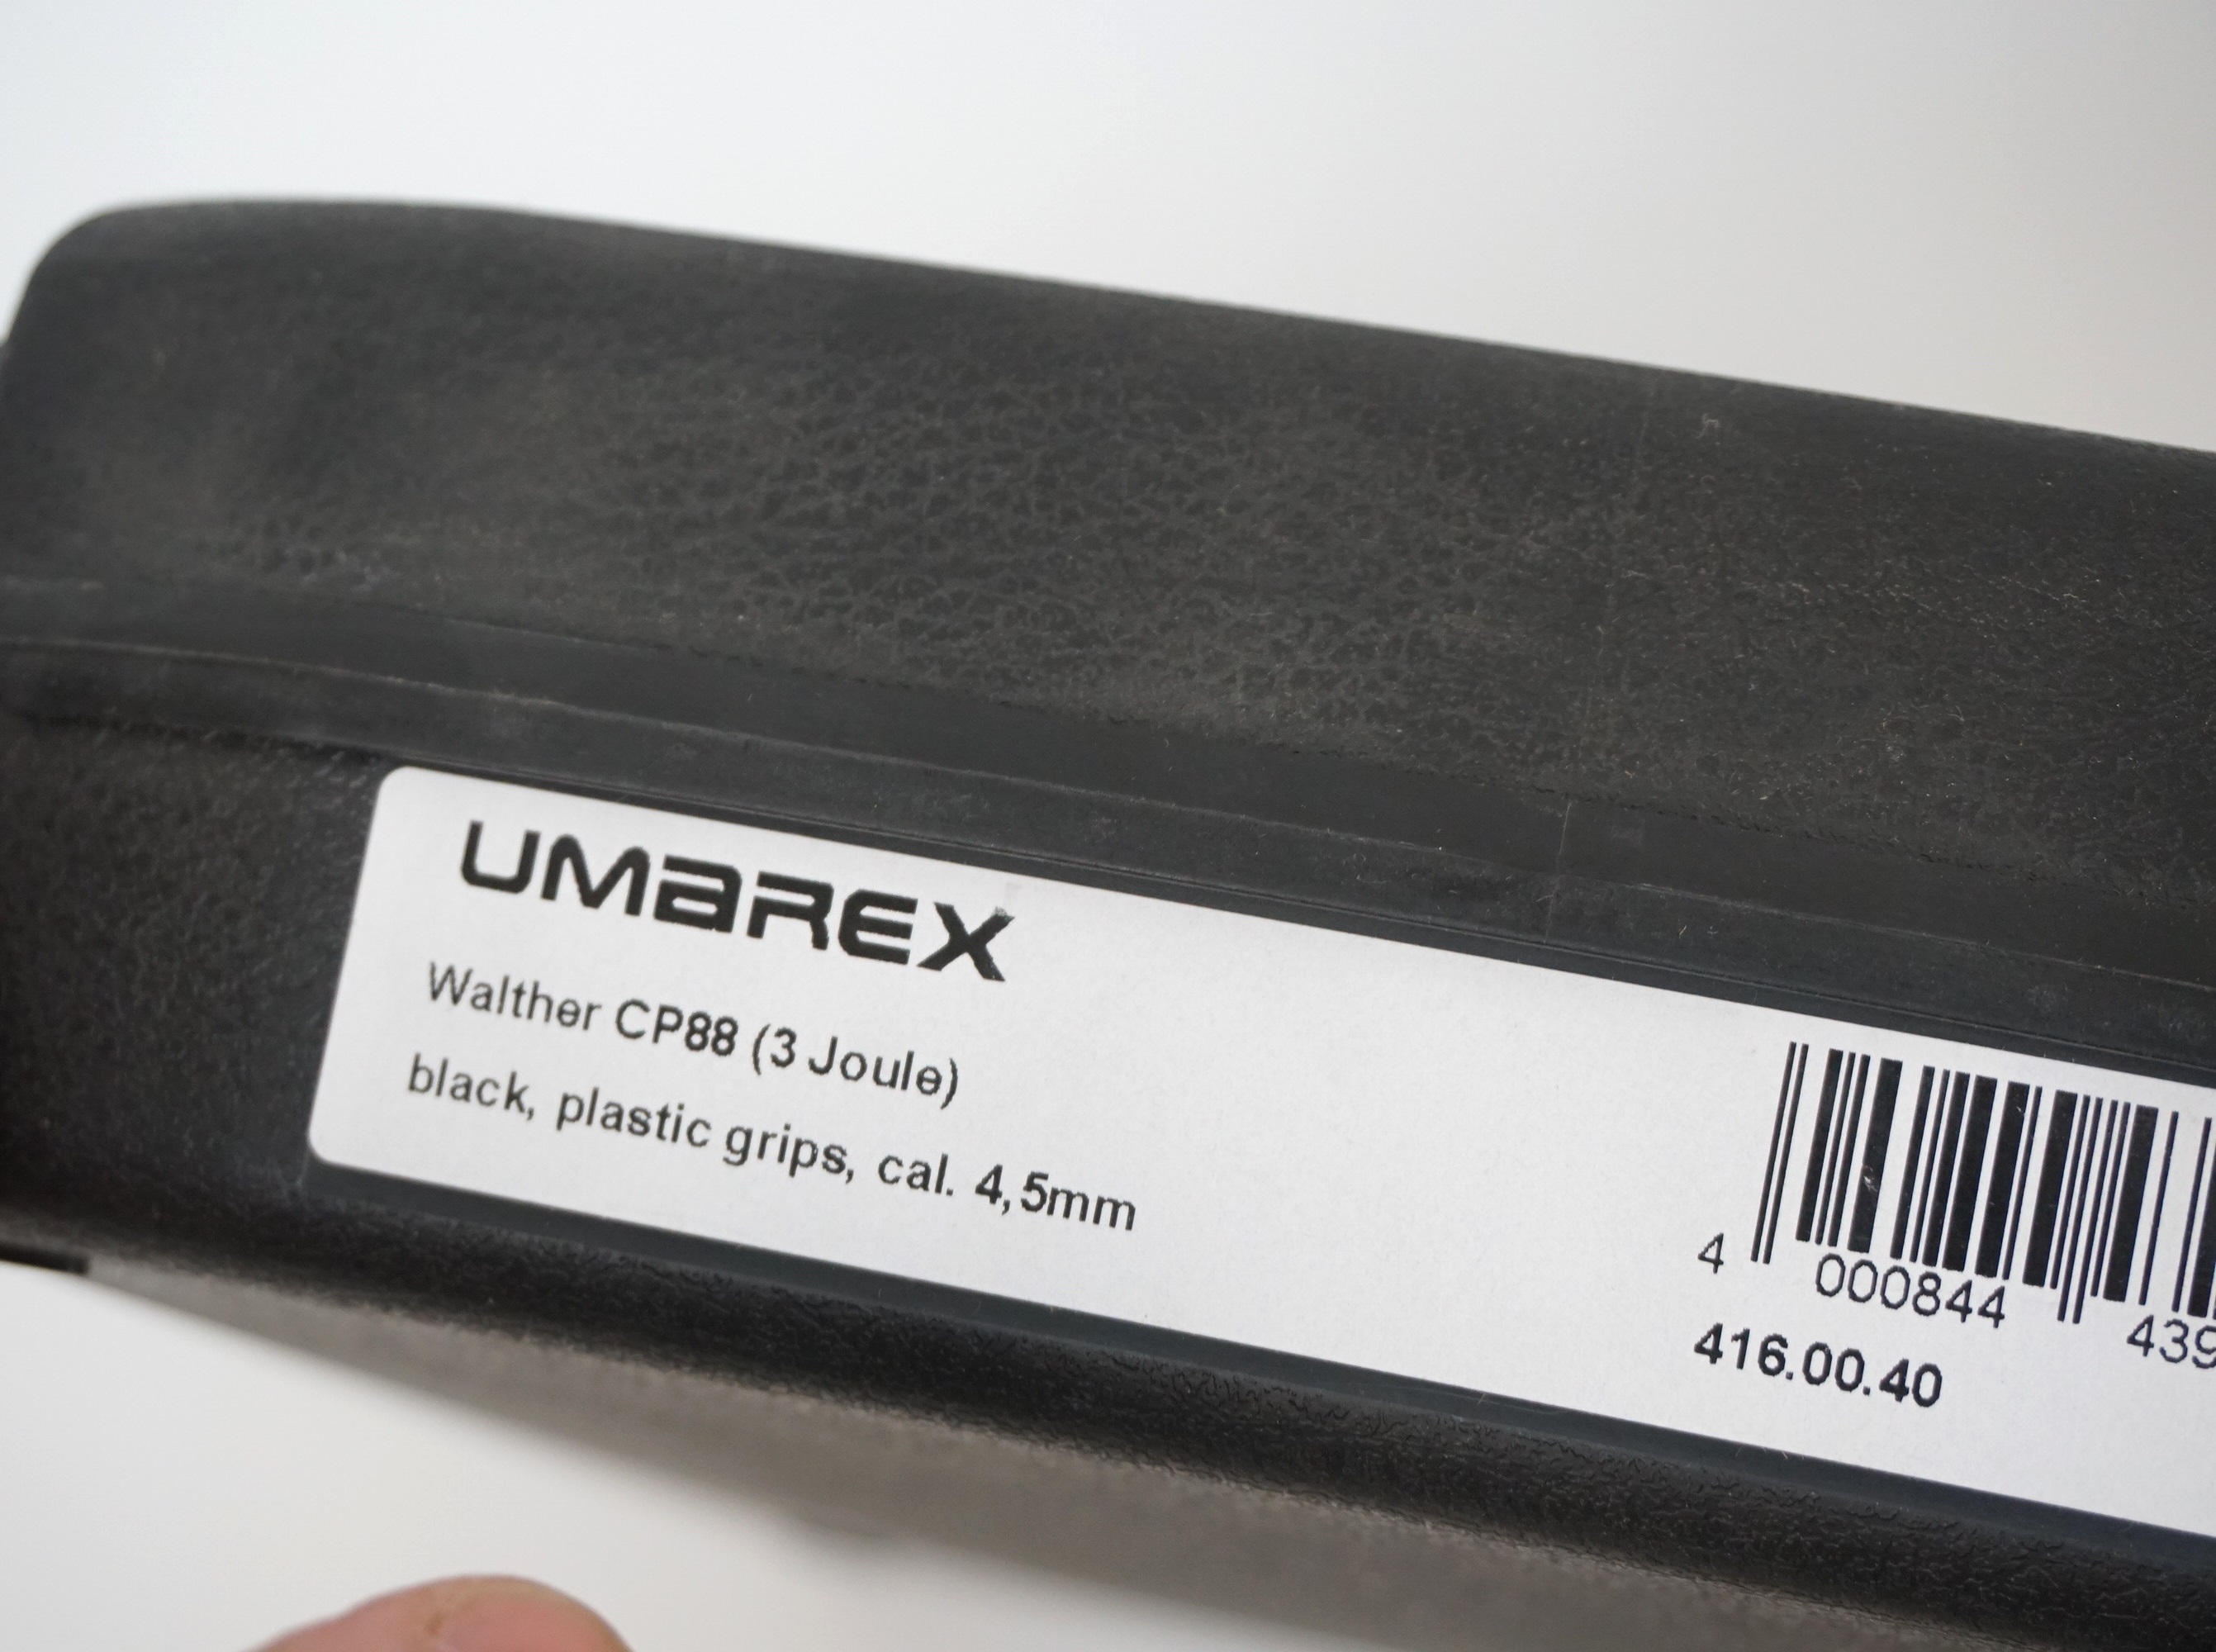 UMAREX
Walther CP88 (3 Joule)
black, plastic grips, cal. 4,5mm
4 000844 439
416.00.40